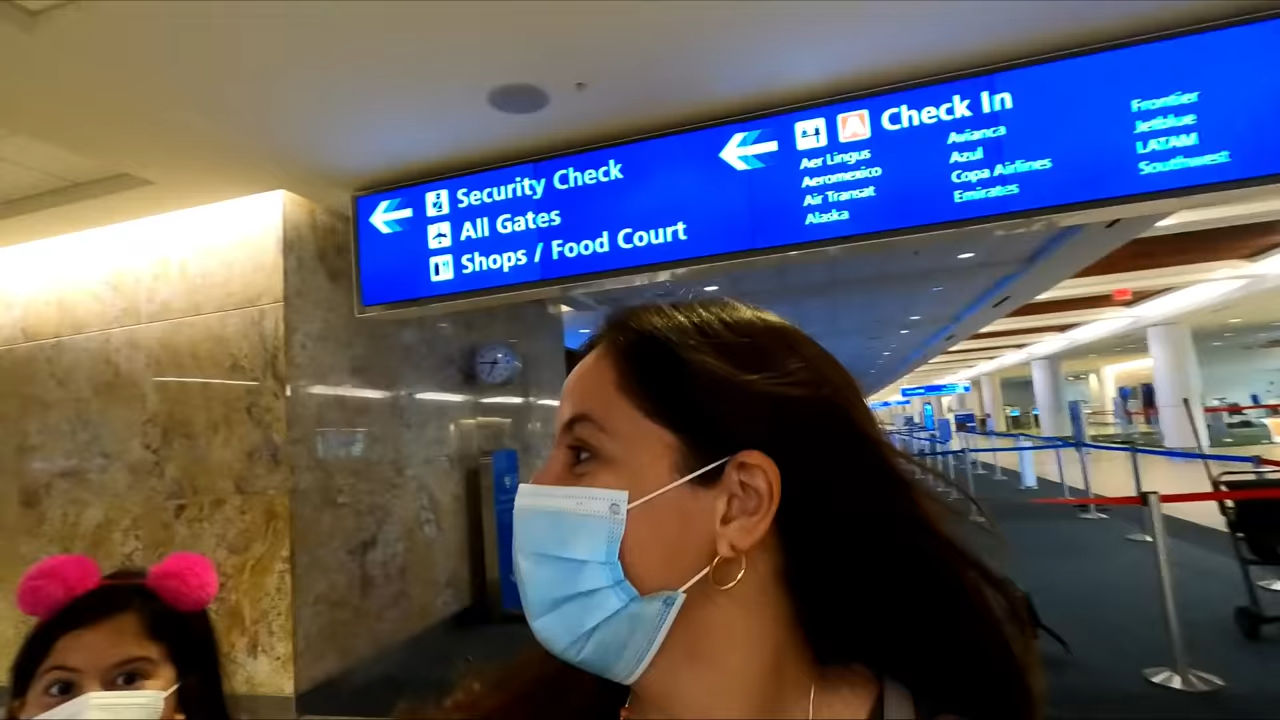 Security Check
All Gates
Shops / Food Court
A Check In
Aer Lingus
Aeromexico
Air Transat
Alaska
Avianca
Azul
Copa Airlines
Emirates
Frontier
Jetblue
LATAM
Southwest